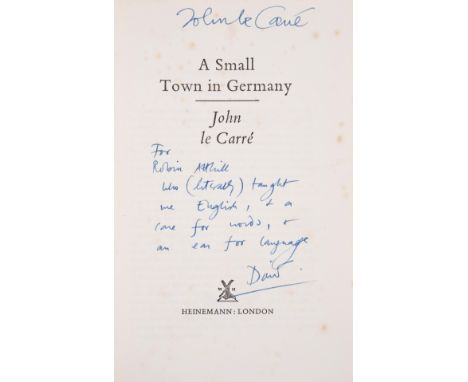 John le Carré
A Small
Town in Germany
John
le Carré
For
Robin Atthill
who (literally) taught
me English, & a
care for words, &
an ear for language
David
W H
HEINEMANN: LONDON